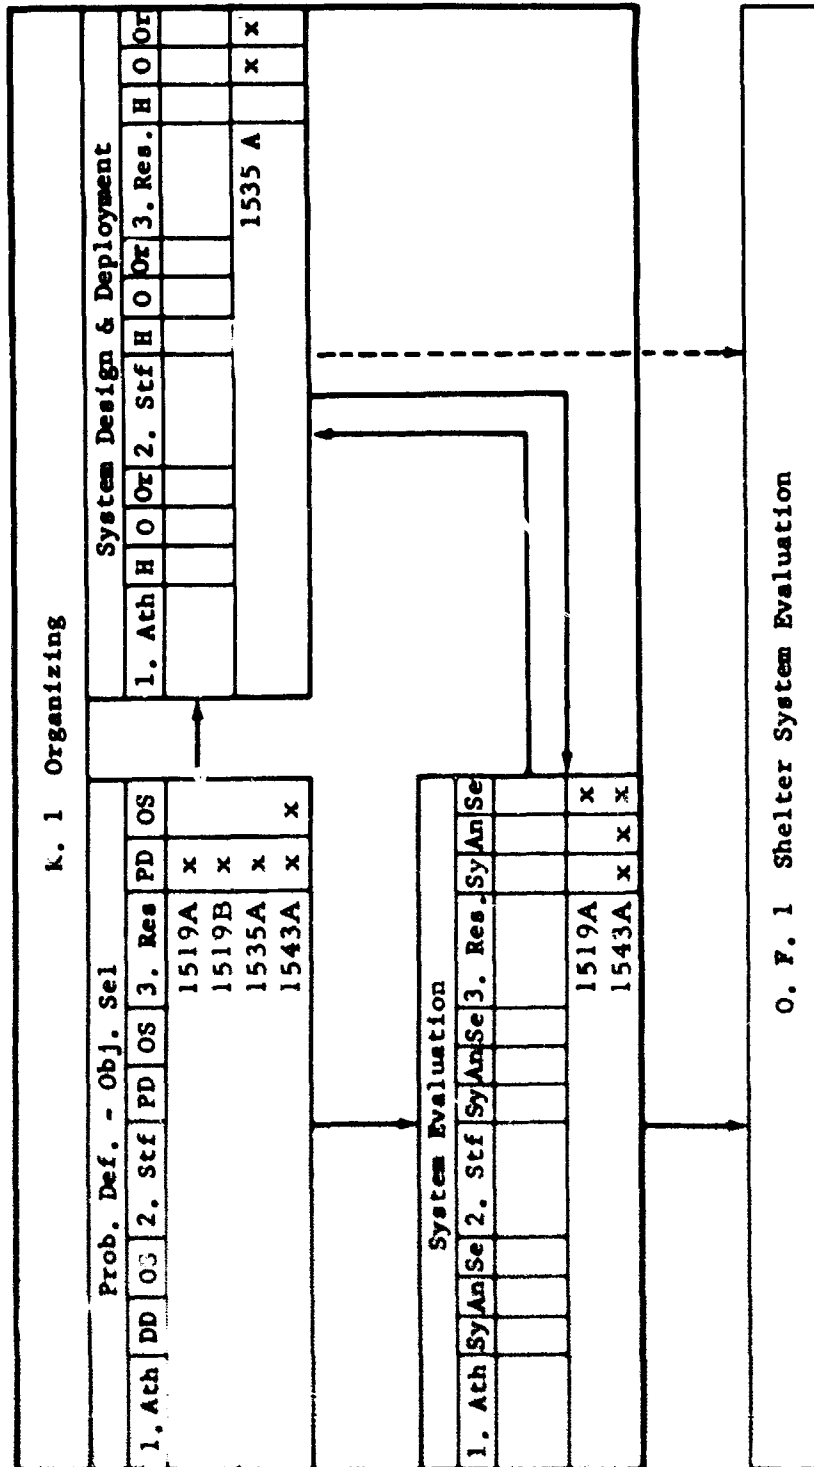 K. 1 Organizing
Prob. Def. - Obj. Sel
1. Ath DD OS 2. Stf PD OS 3. Res PD OS
1519A x
1519B x
1535A x
1543A x x
System Design & Deployment
1. Ath H O Or 2. Stf H O Or 3. Res. H O Or
1535 A x x
System Evaluation
1. Ath Sy An Se 2. Stf Sy An Se 3. Res. Sy An Se
1519A x
1543A x x x
O. F. 1 Shelter System Evaluation